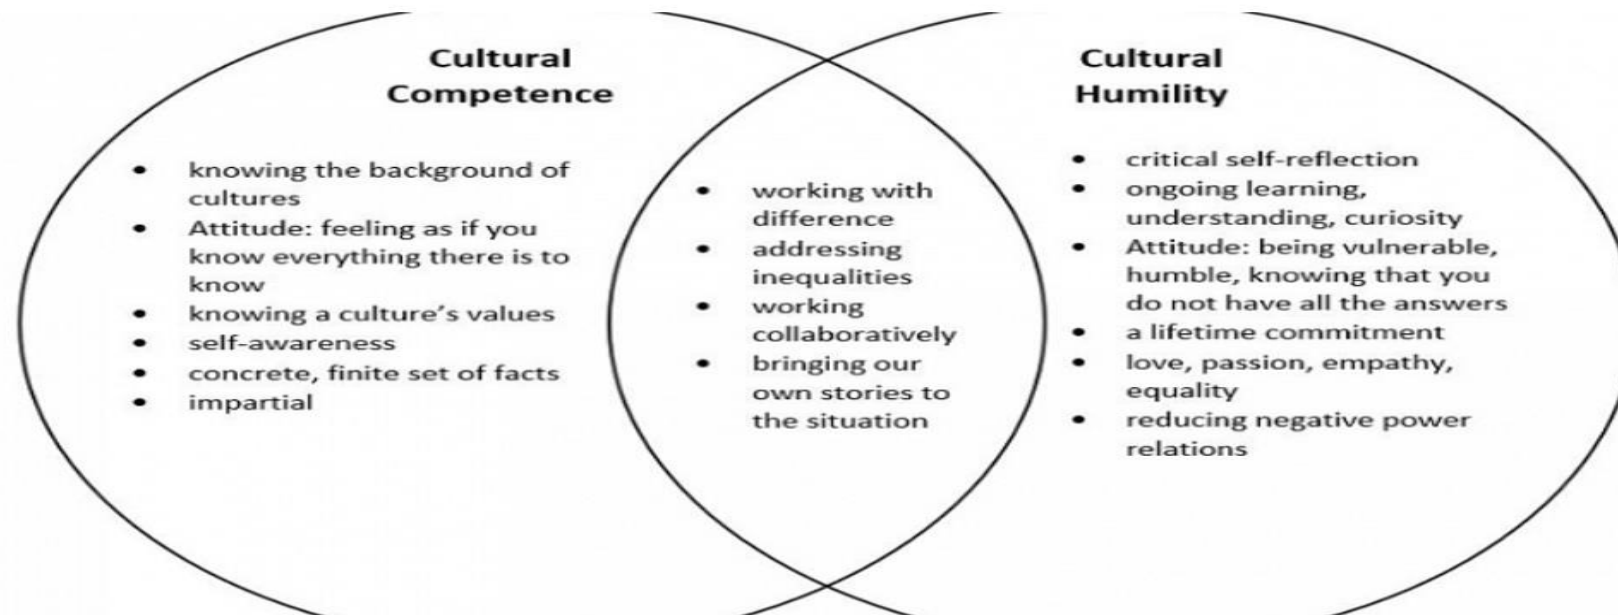 Cultural
Competence
• knowing the background of
cultures
• Attitude: feeling as if you
know everything there is to
know
• knowing a culture's values
• self-awareness
• concrete, finite set of facts
• impartial
• working with
difference
• addressing
inequalities
• working
collaboratively
• bringing our
own stories to
the situation
Cultural
Humility
• critical self-reflection
• ongoing learning,
understanding, curiosity
• Attitude: being vulnerable,
humble, knowing that you
do not have all the answers
• a lifetime commitment
• love, passion, empathy,
equality
• reducing negative power
relations